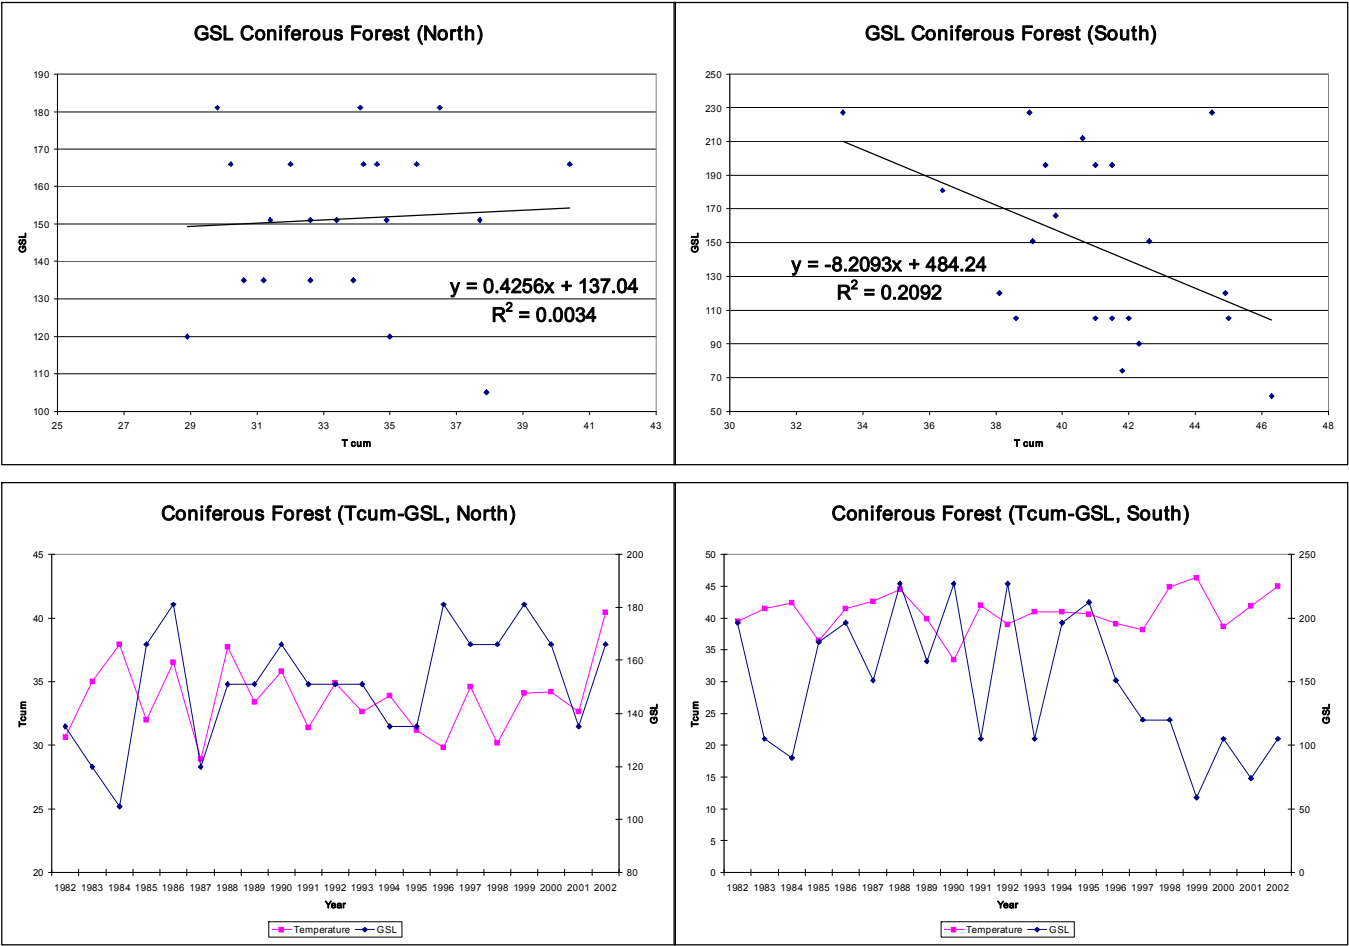 GSL Coniferous Forest (North)
190
180
170
160
150
140
130
120
110
100
GSL
y = 0.4256x + 137.04
R² = 0.0034
25 27 29 31 33 35 37 39 41 43
T cum
GSL Coniferous Forest (South)
250
230
210
190
170
150
130
110
90
70
50
y = -8.2093x + 484.24
R² = 0.2092
30 32 34 36 38 40 42 44 46 48
T cum
Coniferous Forest (Tcum-GSL, North)
45
40
35
30
25
20
Tcum
200
180
160
140
120
100
80
GSL
1982 1983 1984 1985 1986 1987 1988 1989 1990 1991 1992 1993 1994 1995 1996 1997 1998 1999 2000 2001 2002
Year
Temperature GSL
Coniferous Forest (Tcum-GSL, South)
50
45
40
35
30
25
20
15
10
5
0
Tcum
250
200
150
100
50
0
GSL
1982 1983 1984 1985 1986 1987 1988 1989 1990 1991 1992 1993 1994 1995 1996 1997 1998 1999 2000 2001 2002
Year
Temperature GSL